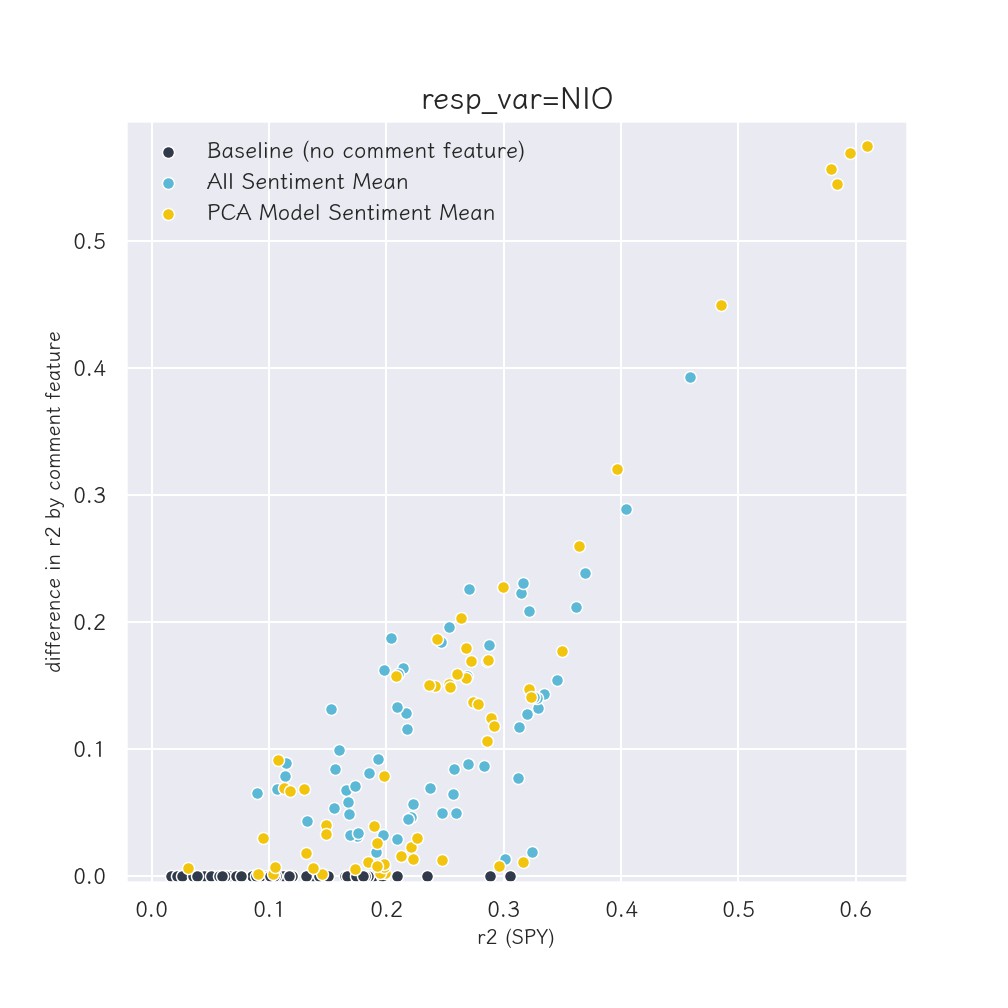 resp_var=NIO
Baseline (no comment feature)
All Sentiment Mean
PCA Model Sentiment Mean
difference in r2 by comment feature
0.5
0.4
0.3
0.2
0.1
0.0
0.0 0.1 0.2 0.3 0.4 0.5 0.6
r2 (SPY)